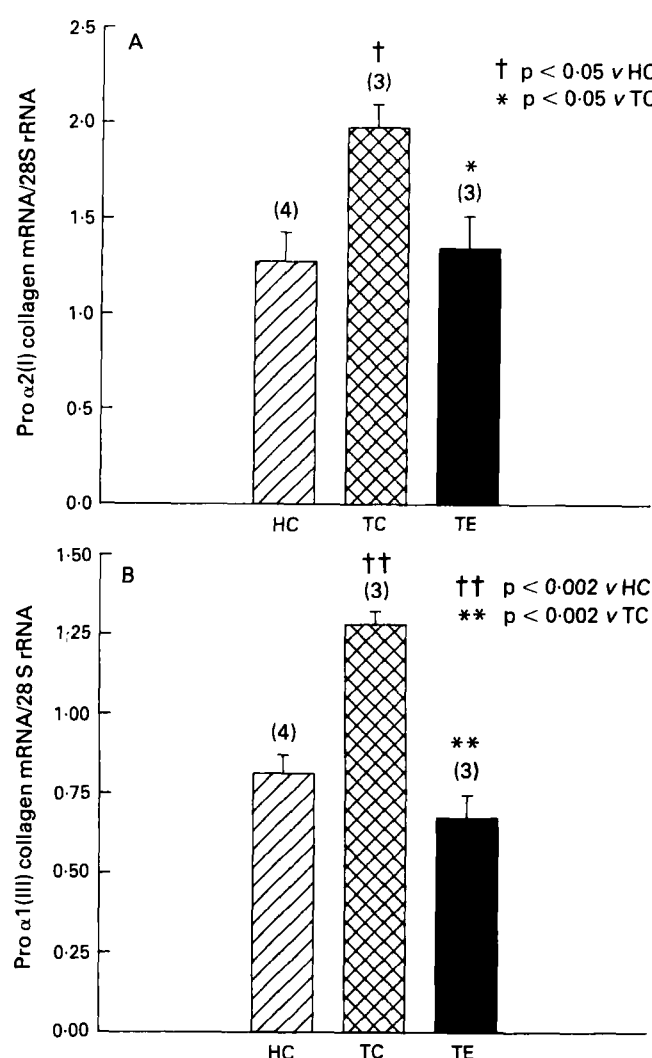 A
† p < 0·05 v HC
* p < 0·05 v TC
Pro α2(I) collagen mRNA/28S rRNA
2·5
2·0
1·5
1·0
0·5
0·0
(4)
†
(3)
*
(3)
HC TC TE
B
†† p < 0·002 v HC
** p < 0·002 v TC
Pro α1(III) collagen mRNA/28 S rRNA
1·50
1·25
1·00
0·75
0·50
0·25
0·00
(4)
††
(3)
**
(3)
HC TC TE